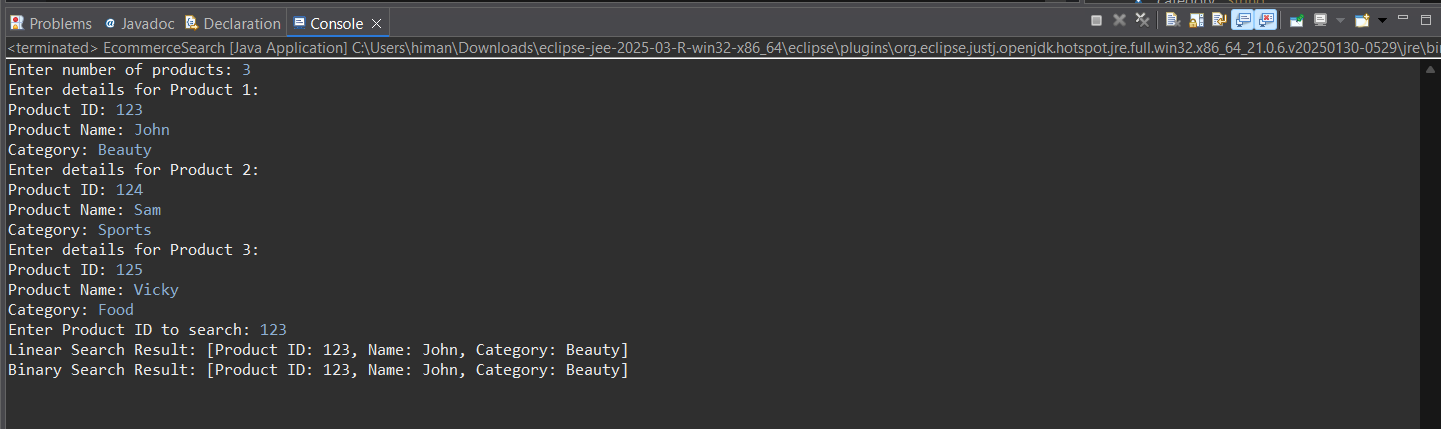 Problems @ Javadoc Declaration Console
<terminated> EcommerceSearch [Java Application] C:\Users\himan\Downloads\eclipse-jee-2025-03-R-win32-x86_64\eclipse\plugins\org.eclipse.justj.openjdk.hotspot.jre.full.win32.x86_64_21.0.6.v20250130-0529\jre\bin
Enter number of products: 3
Enter details for Product 1:
Product ID: 123
Product Name: John
Category: Beauty
Enter details for Product 2:
Product ID: 124
Product Name: Sam
Category: Sports
Enter details for Product 3:
Product ID: 125
Product Name: Vicky
Category: Food
Enter Product ID to search: 123
Linear Search Result: [Product ID: 123, Name: John, Category: Beauty]
Binary Search Result: [Product ID: 123, Name: John, Category: Beauty]